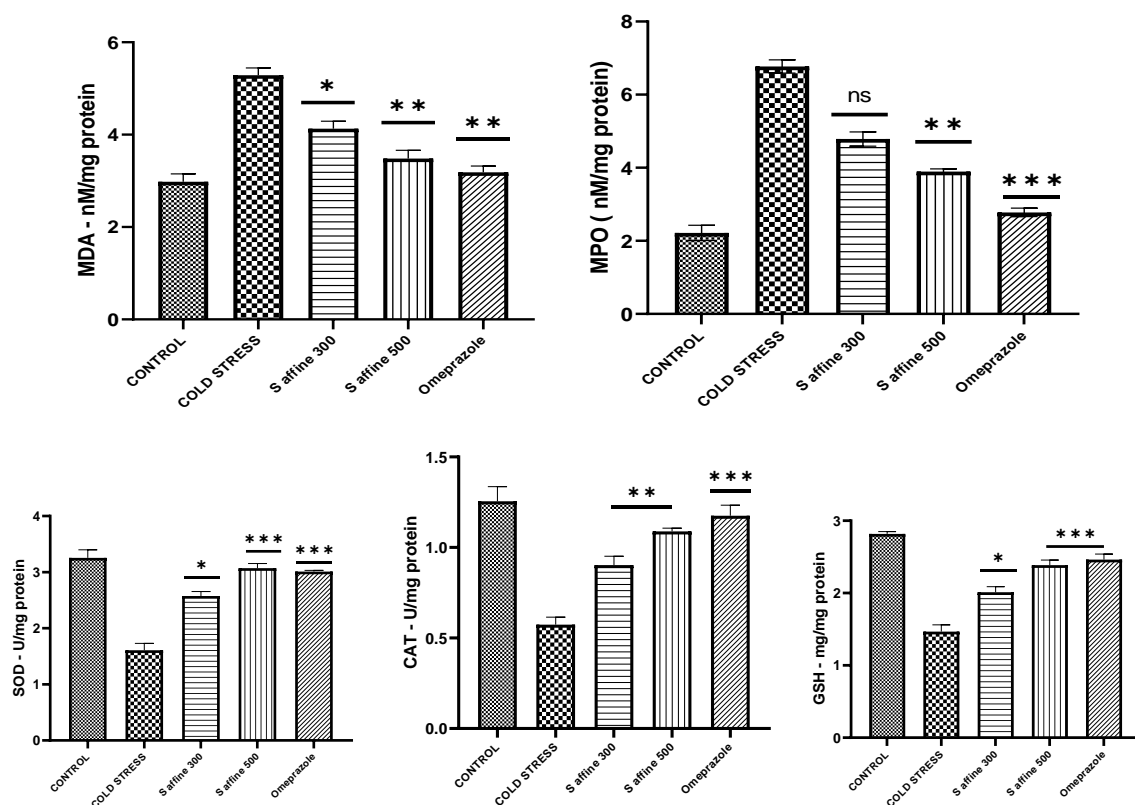 MDA - nM/mg protein
6
4
2
0
*
**
**
CONTROL
COLD STRESS
S affine 300
S affine 500
Omeprazole
MPO ( nM/mg protein)
8
6
4
2
0
ns
**
***
CONTROL
COLD STRESS
S affine 300
S affine 500
Omeprazole
SOD - U/mg protein
4
3
2
1
0
*
***
***
CONTROL
COLD STRESS
S affine 300
S affine 500
Omeprazole
CAT - U/mg protein
1.5
1.0
0.5
0.0
**
***
CONTROL
COLD STRESS
S affine 300
S affine 500
Omeprazole
GSH - mg/mg protein
3
2
1
0
*
***
CONTROL
COLD STRESS
S affine 300
S affine 500
Omeprazole